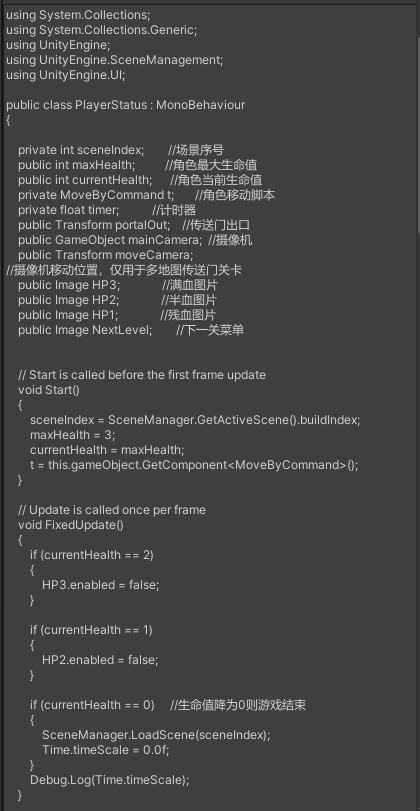 using System.Collections;
using System.Collections.Generic;
using UnityEngine;
using UnityEngine.SceneManagement;
using UnityEngine.UI;
public class PlayerStatus : MonoBehaviour
{
private int sceneIndex; //场景序号
public int maxHealth; //角色最大生命值
public int currentHealth; //角色当前生命值
private MoveByCommand t; //角色移动脚本
private float timer; //计时器
public Transform portalOut; //传送门出口
public GameObject mainCamera; //摄像机
public Transform moveCamera;
//摄像机移动位置，仅用于多地图传送门关卡
public Image HP3; //满血图片
public Image HP2; //半血图片
public Image HP1; //残血图片
public Image NextLevel; //下一关菜单
// Start is called before the first frame update
void Start()
{
sceneIndex = SceneManager.GetActiveScene().buildIndex;
maxHealth = 3;
currentHealth = maxHealth;
t = this.gameObject.GetComponent<MoveByCommand>();
}
// Update is called once per frame
void FixedUpdate()
{
if (currentHealth == 2)
{
HP3.enabled = false;
}
if (currentHealth == 1)
{
HP2.enabled = false;
}
if (currentHealth == 0) //生命值降为0则游戏结束
{
SceneManager.LoadScene(sceneIndex);
Time.timeScale = 0.0f;
}
Debug.Log(Time.timeScale);
}